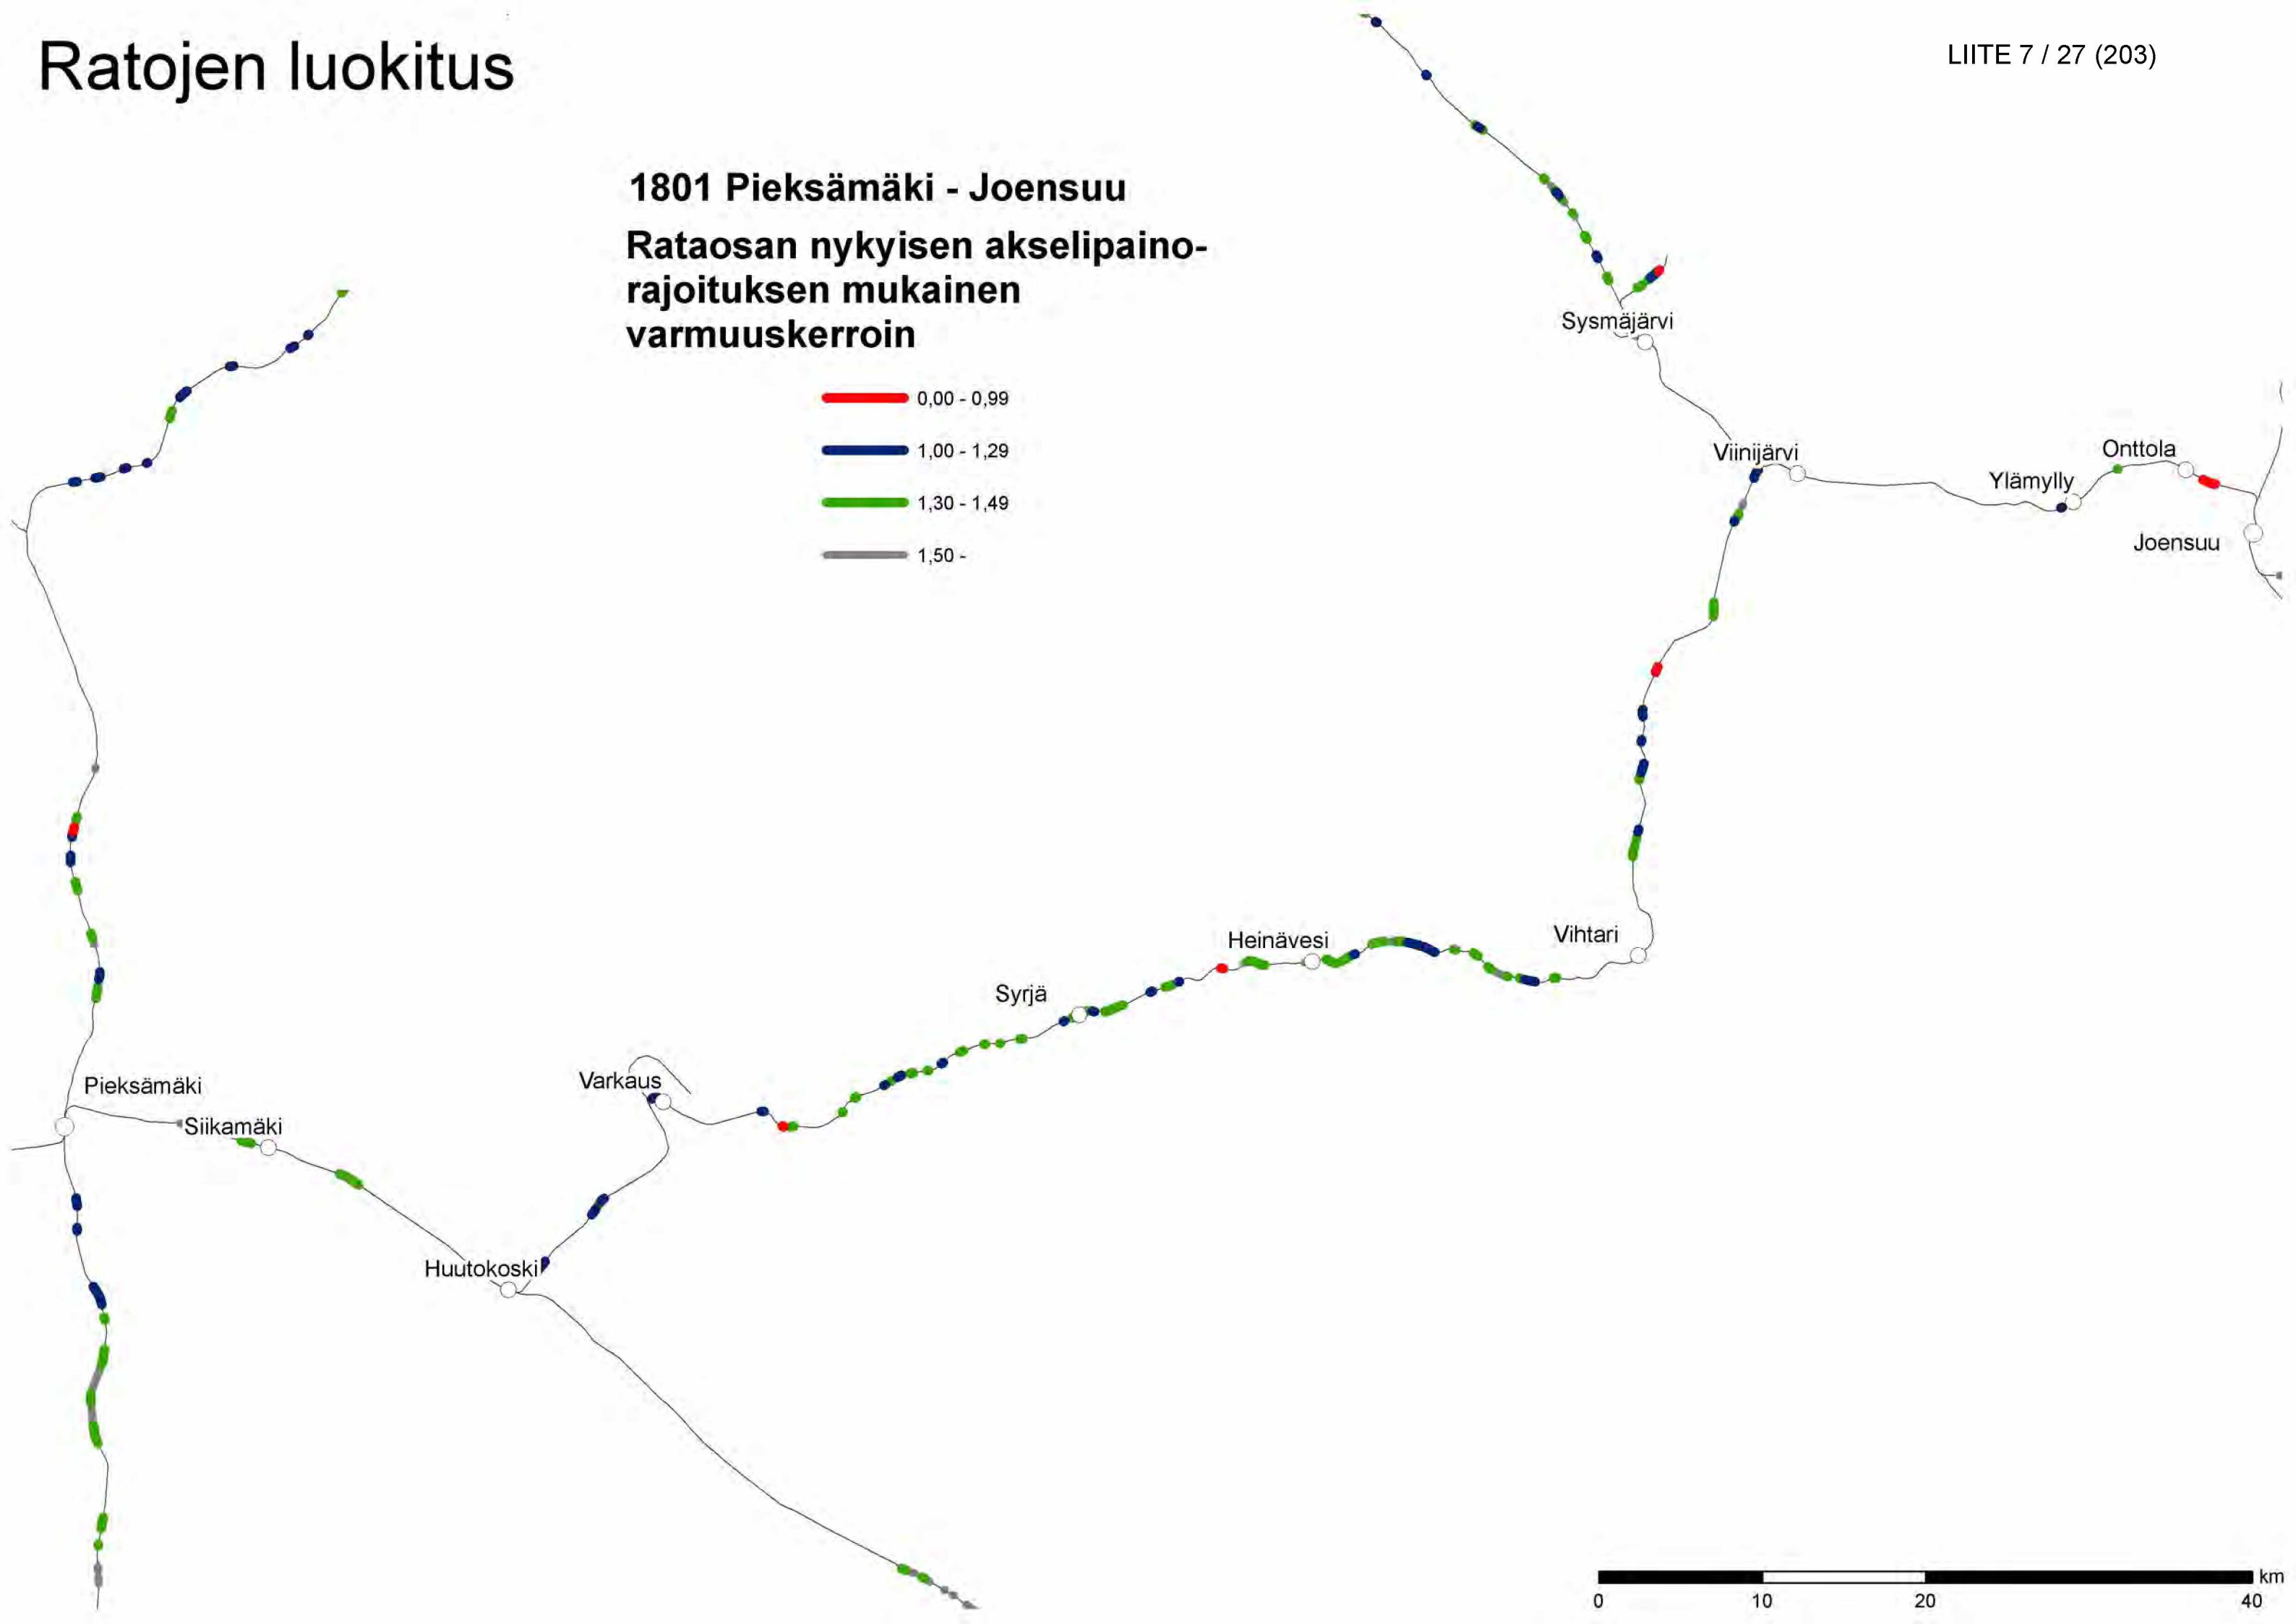 Ratojen luokitus
LIITE 7 / 27 (203)
1801 Pieksämäki - Joensuu
Rataosan nykyisen akselipaino-
rajoituksen mukainen
varmuuskerroin
0,00 - 0,99
1,00 - 1,29
1,30 - 1,49
1,50 -
Sysmäjärvi
Viinijärvi
Onttola
Ylämylly
Joensuu
Vihtari
Heinävesi
Syrjä
Varkaus
Pieksämäki
Siikamäki
Huutokoski
km
0 10 20 40